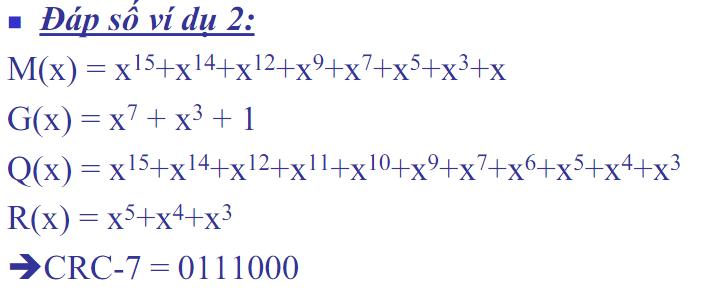 ▪ Đáp số ví dụ 2:
M(x) = x¹⁵+x¹⁴+x¹²+x⁹+x⁷+x⁵+x³+x
G(x) = x⁷ + x³ + 1
Q(x) = x¹⁵+x¹⁴+x¹²+x¹¹+x¹⁰+x⁹+x⁷+x⁶+x⁵+x⁴+x³
R(x) = x⁵+x⁴+x³
➔CRC-7 = 0111000